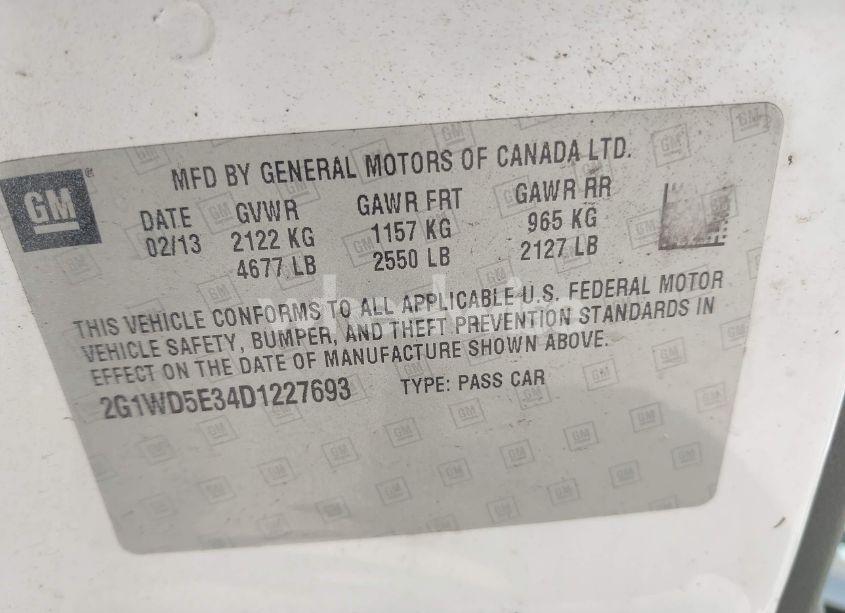 MFD BY GENERAL MOTORS OF CANADA LTD.
GM
DATE GVWR GAWR FRT GAWR RR
02/13 2122 KG 1157 KG 965 KG
4677 LB 2550 LB 2127 LB
THIS VEHICLE CONFORMS TO ALL APPLICABLE U.S. FEDERAL MOTOR
VEHICLE SAFETY, BUMPER, AND THEFT PREVENTION STANDARDS IN
EFFECT ON THE DATE OF MANUFACTURE SHOWN ABOVE.
2G1WD5E34D1227693 TYPE: PASS CAR